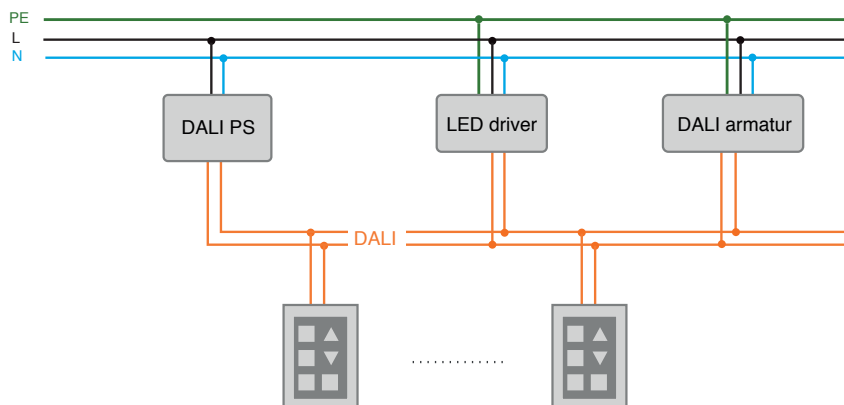 PE
L
N
DALI PS
LED driver
DALI armatur
DALI